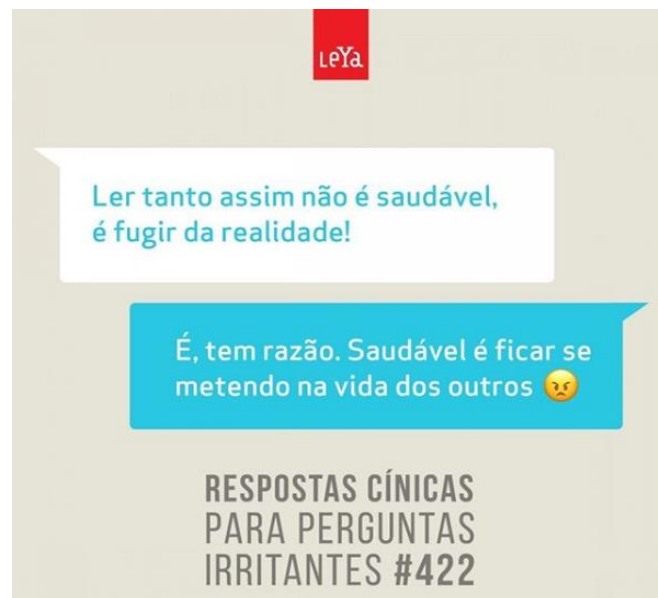 LeYa
Ler tanto assim não é saudável,
é fugir da realidade!
É, tem razão. Saudável é ficar se
metendo na vida dos outros 😠
RESPOSTAS CÍNICAS
PARA PERGUNTAS
IRRITANTES #422